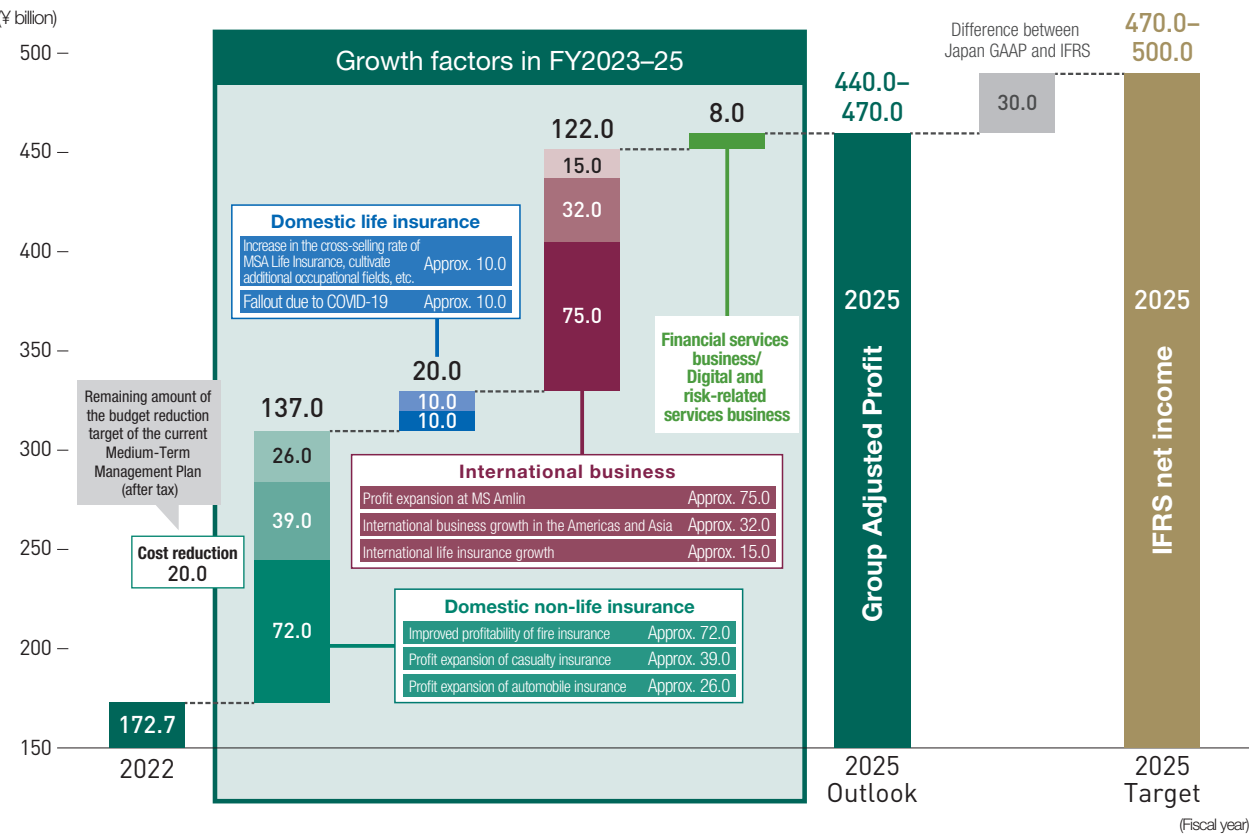 (¥ billion)
500
450
400
350
300
250
200
150
Growth factors in FY2023–25
172.7
2022
Remaining amount of
the budget reduction
target of the current
Medium-Term
Management Plan
(after tax)
Cost reduction
20.0
137.0
26.0
39.0
72.0
Domestic non-life insurance
Improved profitability of fire insurance Approx. 72.0
Profit expansion of casualty insurance Approx. 39.0
Profit expansion of automobile insurance Approx. 26.0
Domestic life insurance
Increase in the cross-selling rate of
MSA Life Insurance, cultivate
additional occupational fields, etc.
Approx. 10.0
Fallout due to COVID-19 Approx. 10.0
20.0
10.0
10.0
122.0
15.0
32.0
75.0
International business
Profit expansion at MS Amlin Approx. 75.0
International business growth in the Americas and Asia Approx. 32.0
International life insurance growth Approx. 15.0
8.0
Financial services
business/
Digital and
risk-related
services business
440.0–
470.0
2025
Group Adjusted Profit
2025
Outlook
Difference between
Japan GAAP and IFRS
30.0
470.0–
500.0
2025
IFRS net income
2025
Target
(Fiscal year)